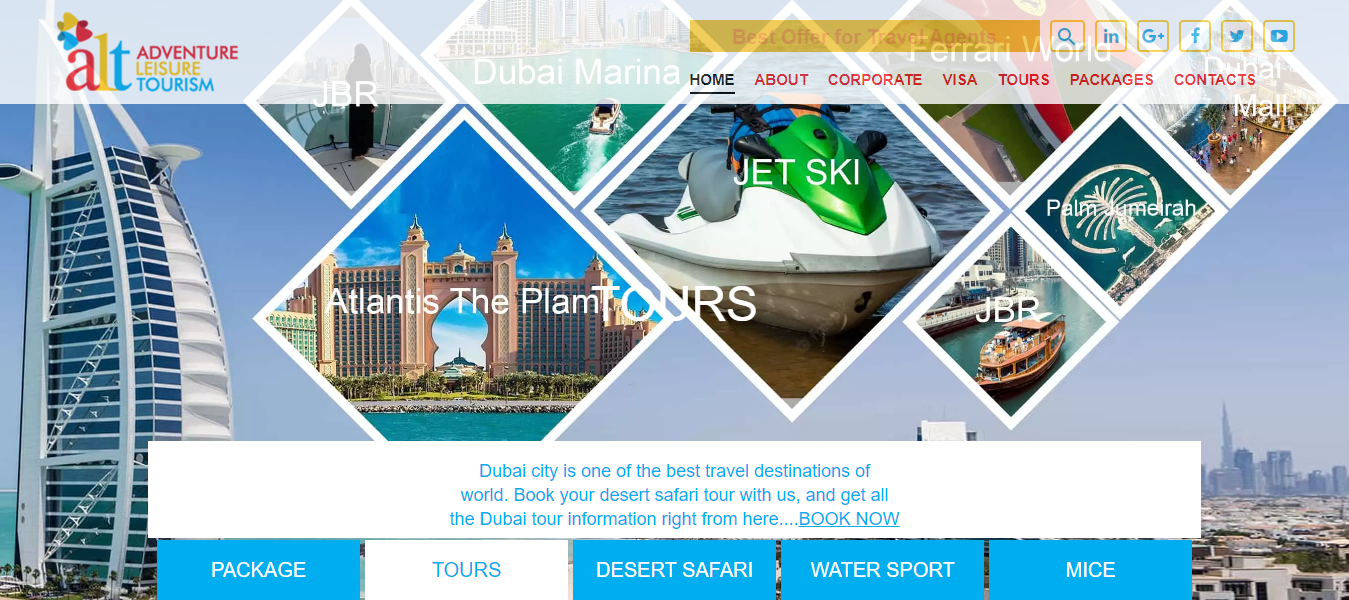 alt ADVENTURE
LEISURE
TOURISM
Best Offer for Travel Agents
G+
in
f
HOME ABOUT CORPORATE VISA TOURS PACKAGES CONTACTS
JBR
Dubai Marina
Ferrari World
Dubai
Mall
JET SKI
Palm Jumeirah
Atlantis The Plam
TOURS
JBR
Dubai city is one of the best travel destinations of
world. Book your desert safari tour with us, and get all
the Dubai tour information right from here....BOOK NOW
PACKAGE TOURS DESERT SAFARI WATER SPORT MICE